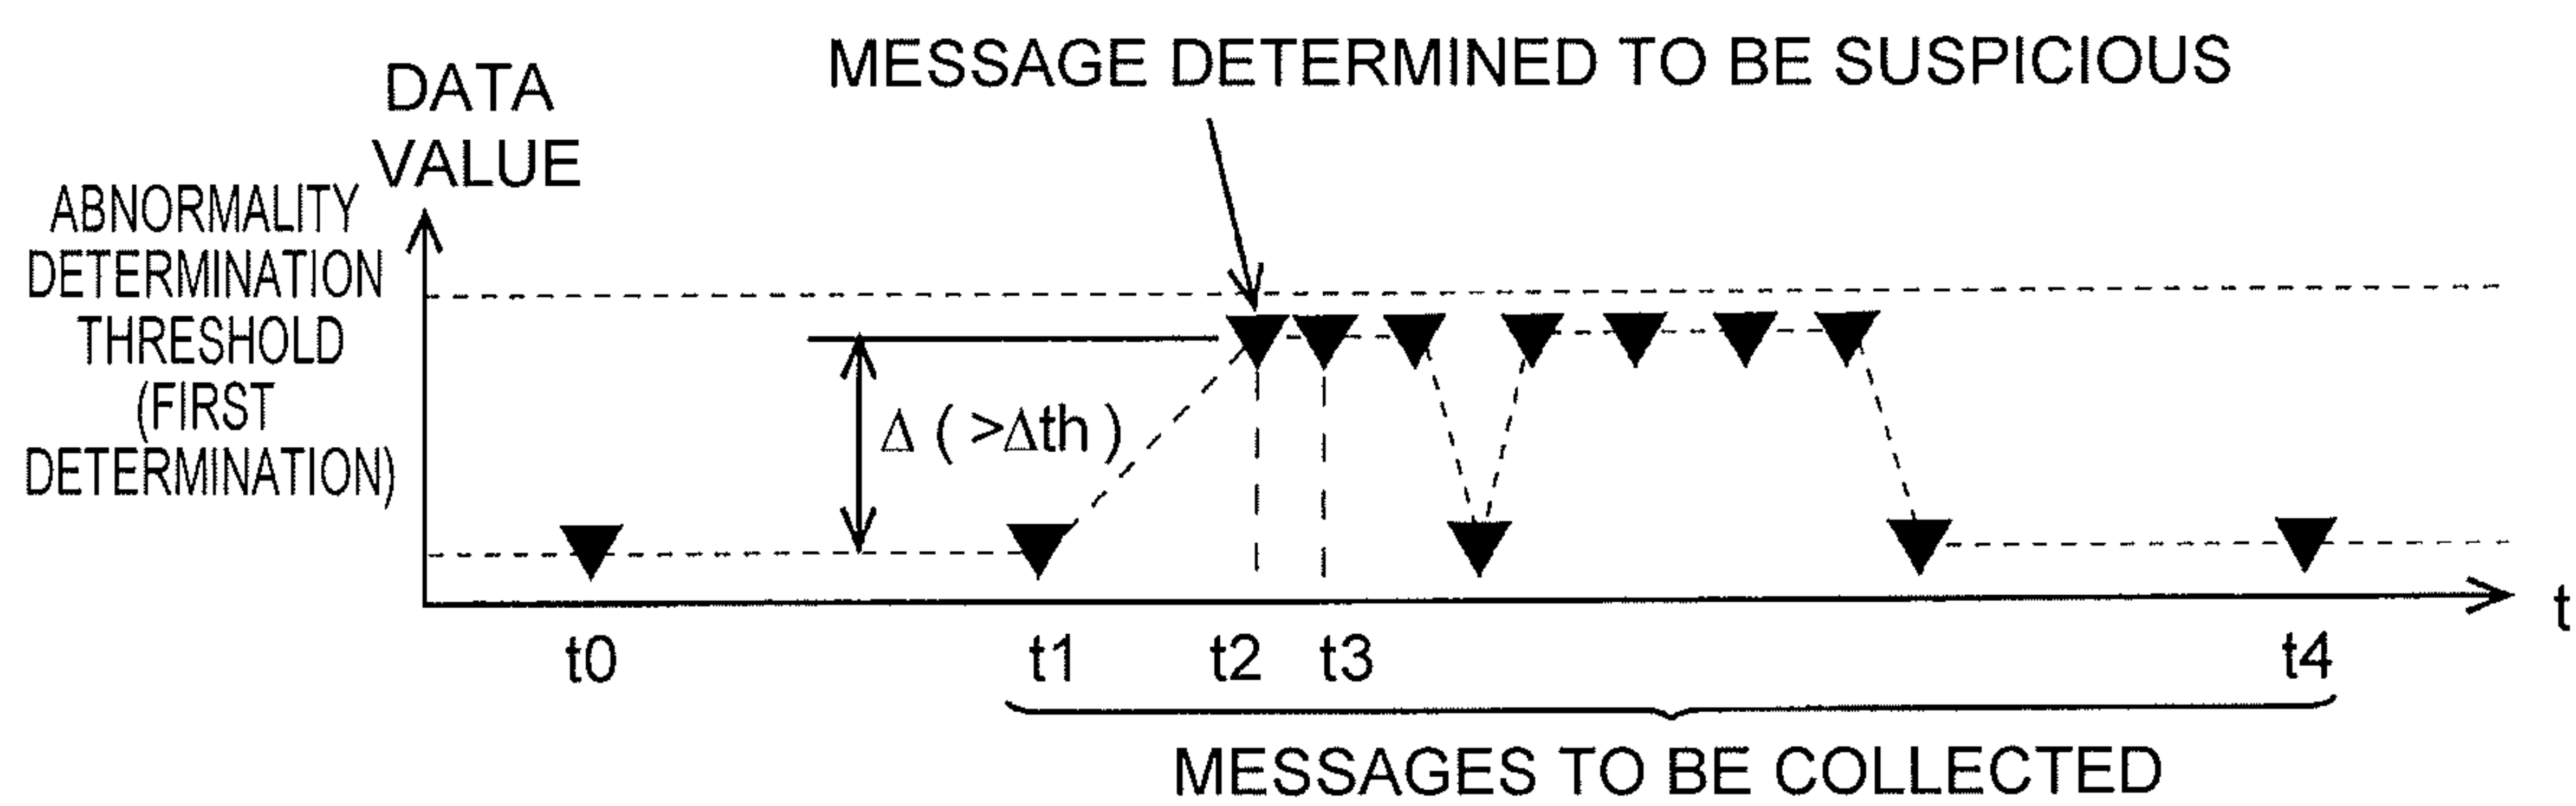 MESSAGE DETERMINED TO BE SUSPICIOUS
DATA
VALUE
ABNORMALITY
DETERMINATION
THRESHOLD
(FIRST
DETERMINATION)
Δ ( >Δth )
t
t0
t1
t2
t3
t4
MESSAGES TO BE COLLECTED